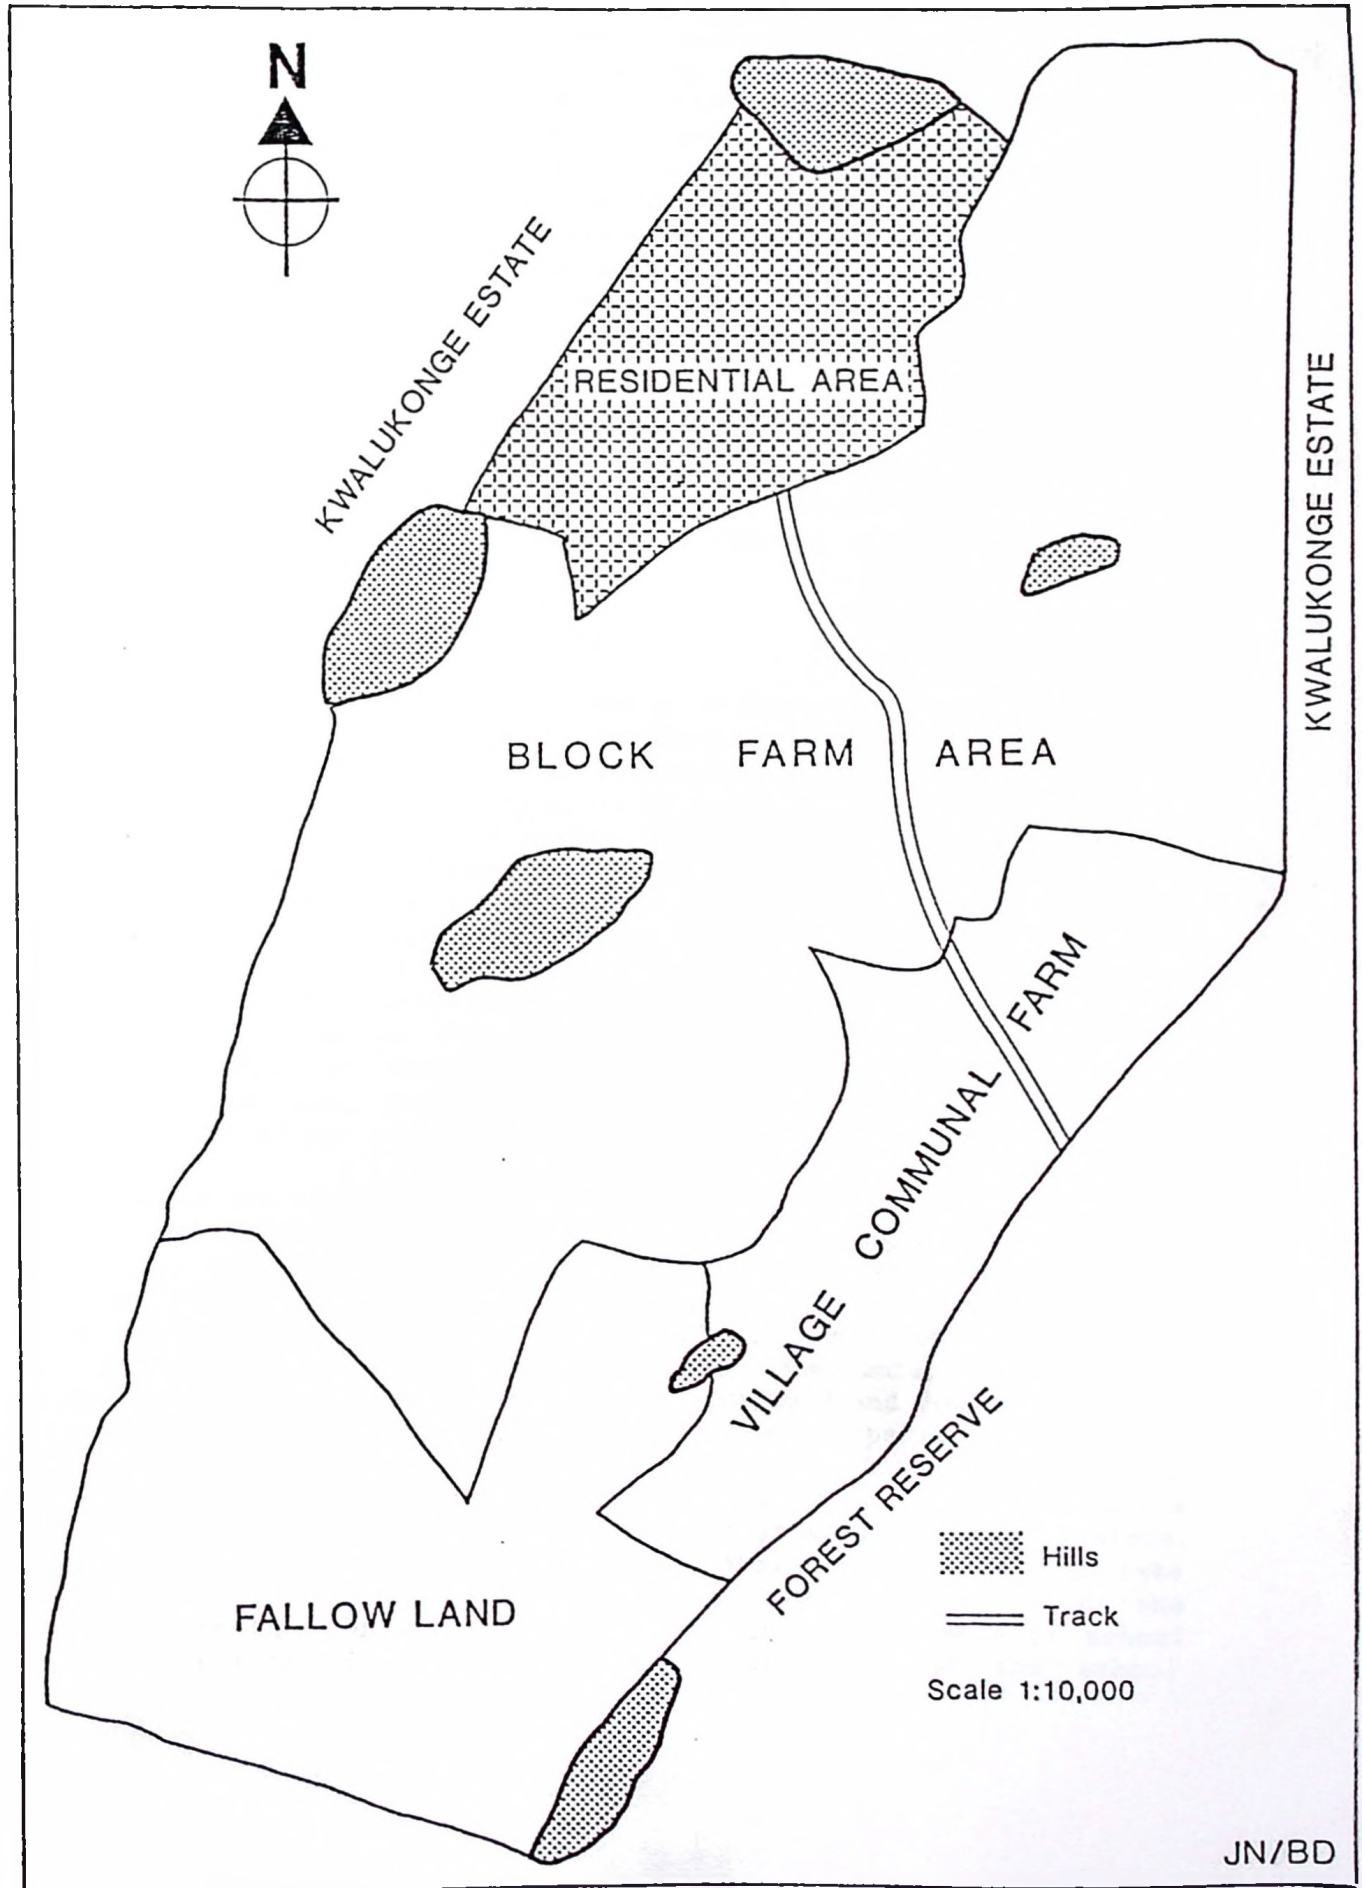 N
KWALUKONGE ESTATE
RESIDENTIAL AREA
KWALUKONGE ESTATE
BLOCK FARM AREA
VILLAGE COMMUNAL FARM
FOREST RESERVE
FALLOW LAND
Hills
Track
Scale 1:10,000
JN/BD